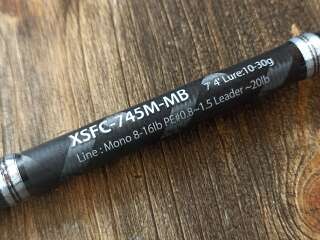 XSFC-745M-MB
7'4" Lure:10-30g
Line : Mono 8-16lb PE#0.8~1.5 Leader ~20lb